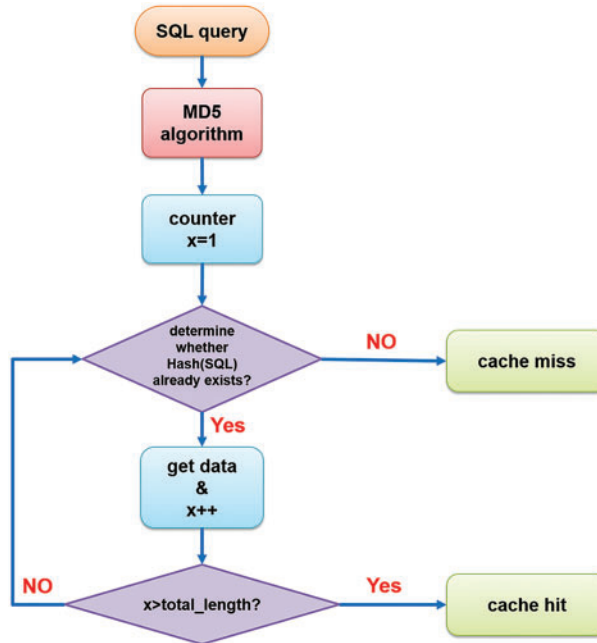 SQL query
MD5
algorithm
counter
x=1
determine
whether
Hash(SQL)
already exists?
NO
cache miss
Yes
get data
&
x++
NO
x>total_length?
Yes
cache hit